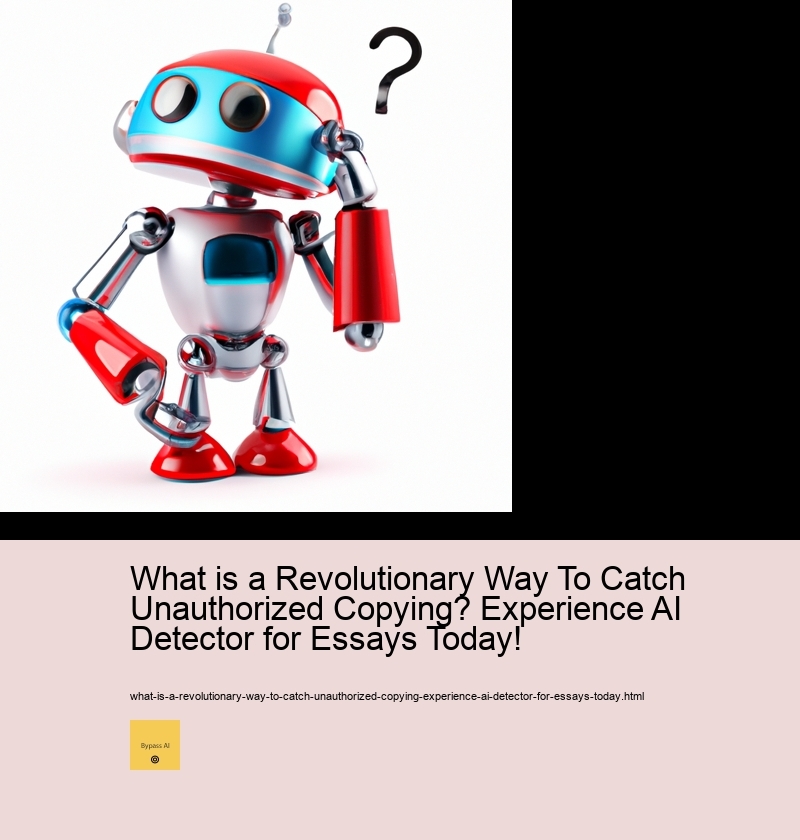 ?
What is a Revolutionary Way To Catch
Unauthorized Copying? Experience AI
Detector for Essays Today!
what-is-a-revolutionary-way-to-catch-unauthorized-copying-experience-ai-detector-for-essays-today.html
Bypass AI